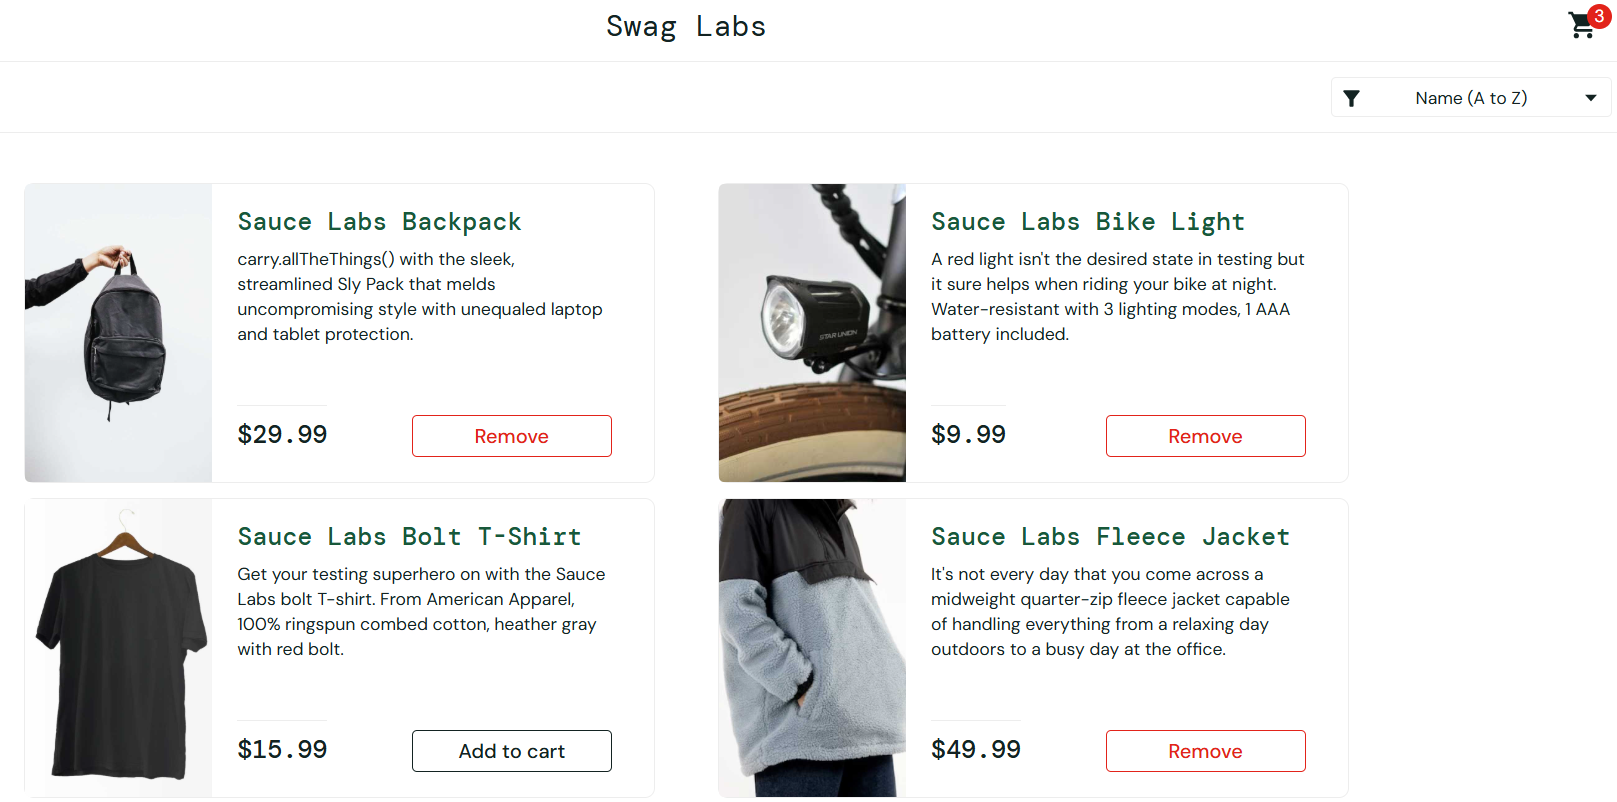 Swag Labs
3
Name (A to Z)
Sauce Labs Backpack
carry.allTheThings() with the sleek,
streamlined Sly Pack that melds
uncompromising style with unequaled laptop
and tablet protection.
$29.99
Remove
Sauce Labs Bike Light
A red light isn't the desired state in testing but
it sure helps when riding your bike at night.
Water-resistant with 3 lighting modes, 1 AAA
battery included.
STAR UNION
$9.99
Remove
Sauce Labs Bolt T-Shirt
Get your testing superhero on with the Sauce
Labs bolt T-shirt. From American Apparel,
100% ringspun combed cotton, heather gray
with red bolt.
$15.99
Add to cart
Sauce Labs Fleece Jacket
It's not every day that you come across a
midweight quarter-zip fleece jacket capable
of handling everything from a relaxing day
outdoors to a busy day at the office.
$49.99
Remove